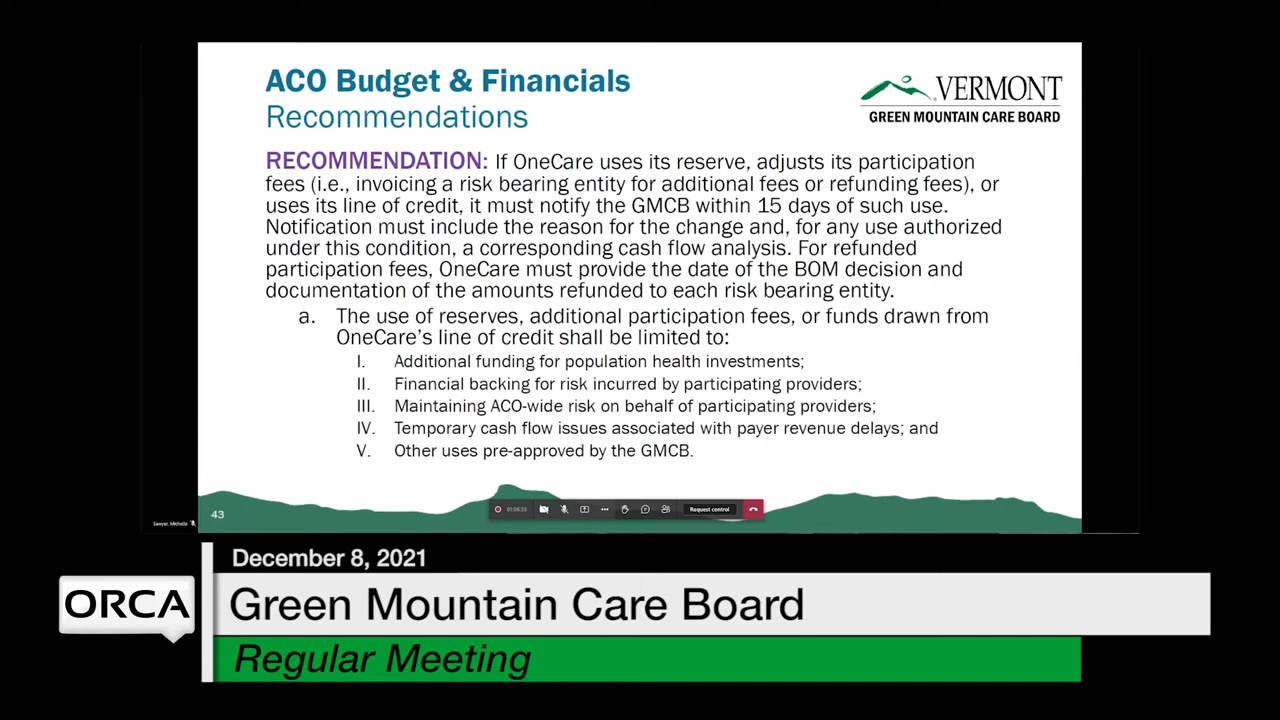 ACO Budget & Financials
Recommendations
VERMONT
GREEN MOUNTAIN CARE BOARD
RECOMMENDATION: If OneCare uses its reserve, adjusts its participation
fees (i.e., invoicing a risk bearing entity for additional fees or refunding fees), or
uses its line of credit, it must notify the GMCB within 15 days of such use.
Notification must include the reason for the change and, for any use authorized
under this condition, a corresponding cash flow analysis. For refunded
participation fees, OneCare must provide the date of the BOM decision and
documentation of the amounts refunded to each risk bearing entity.
a. The use of reserves, additional participation fees, or funds drawn from
OneCare's line of credit shall be limited to:
I. Additional funding for population health investments;
II. Financial backing for risk incurred by participating providers;
III. Maintaining ACO-wide risk on behalf of participating providers;
IV. Temporary cash flow issues associated with payer revenue delays; and
V. Other uses pre-approved by the GMCB.
43
01:06:35
Request control
Sawyer, Michelle
December 8, 2021
ORCA
Green Mountain Care Board
Regular Meeting